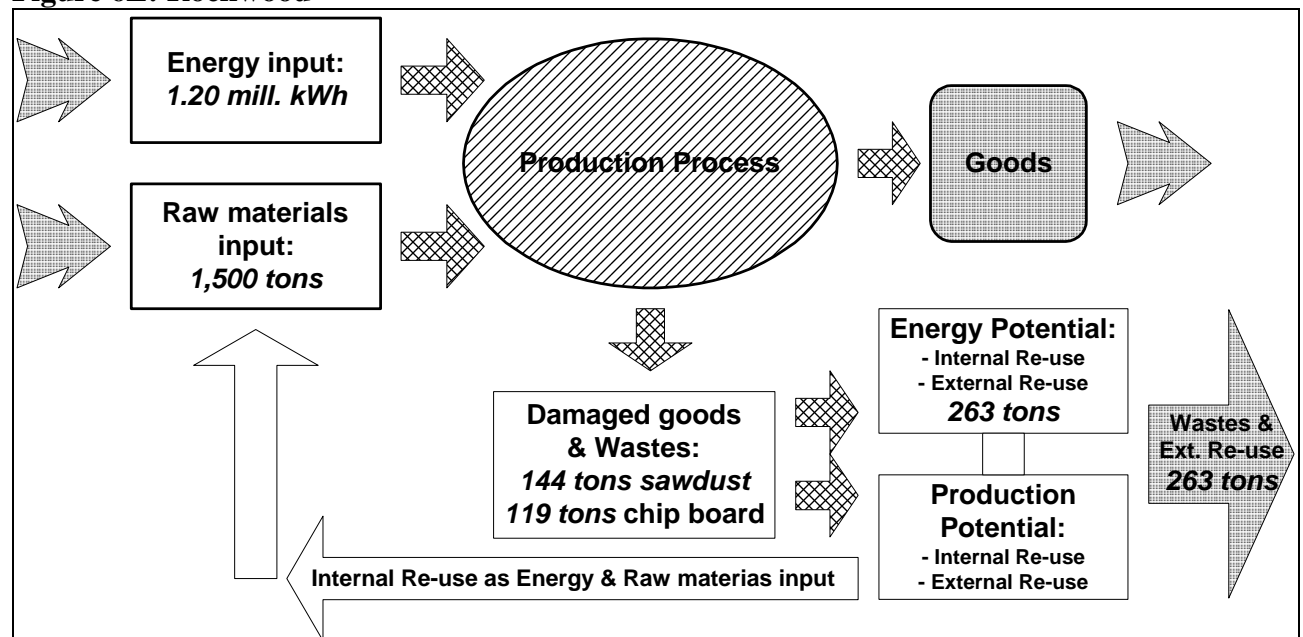 Energy input:
1.20 mill. kWh
Production Process
Goods
Raw materials
input:
1,500 tons
Energy Potential:
- Internal Re-use
- External Re-use
263 tons
Damaged goods
& Wastes:
144 tons sawdust
119 tons chip board
Wastes &
Ext. Re-use
263 tons
Production
Potential:
- Internal Re-use
- External Re-use
Internal Re-use as Energy & Raw materias input